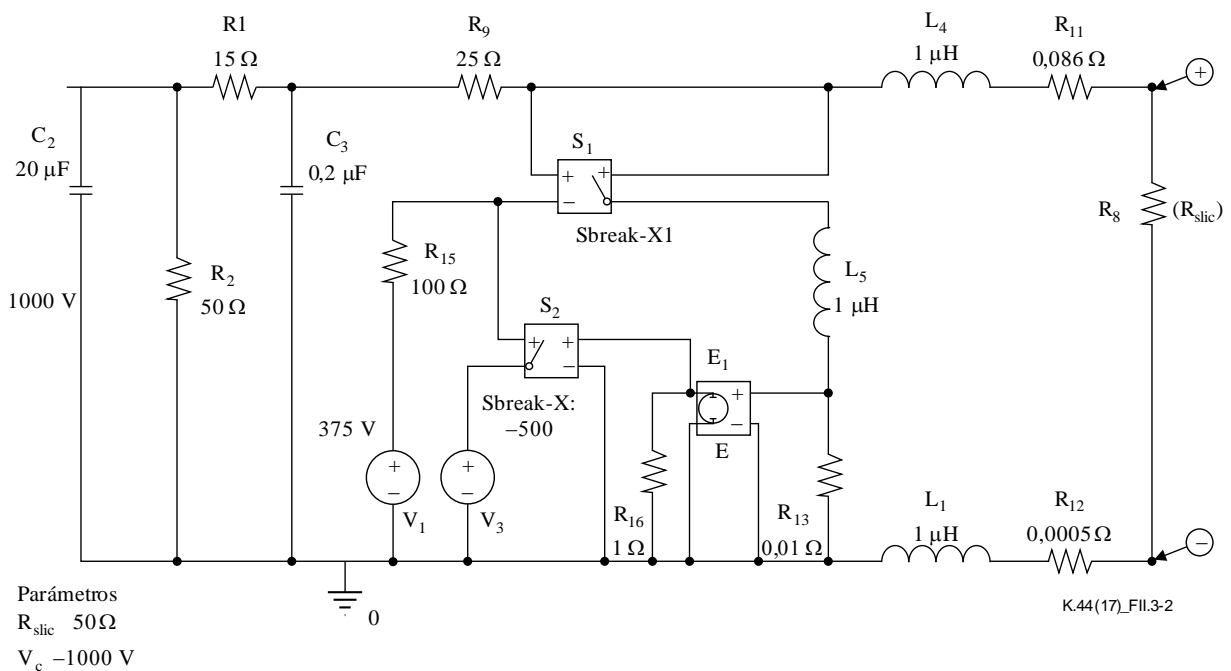 R1
15 Ω
R9
25 Ω
L4
1 µH
R11
0,086 Ω
+
C2
20 µF
C3
0,2 µF
S1
+
+
−
Sbreak-X1
R8
(Rslic)
R15
100 Ω
R2
50 Ω
1000 V
L5
1 µH
S2
+
+
−
E1
+
−
E
Sbreak-X:
−500
375 V
+
−
V1
+
−
V3
R16
1 Ω
R13
0,01 Ω
L1
1 µH
R12
0,0005 Ω
−
0
K.44(17)_FII.3-2
Parámetros
Rslic 50 Ω
Vc −1000 V